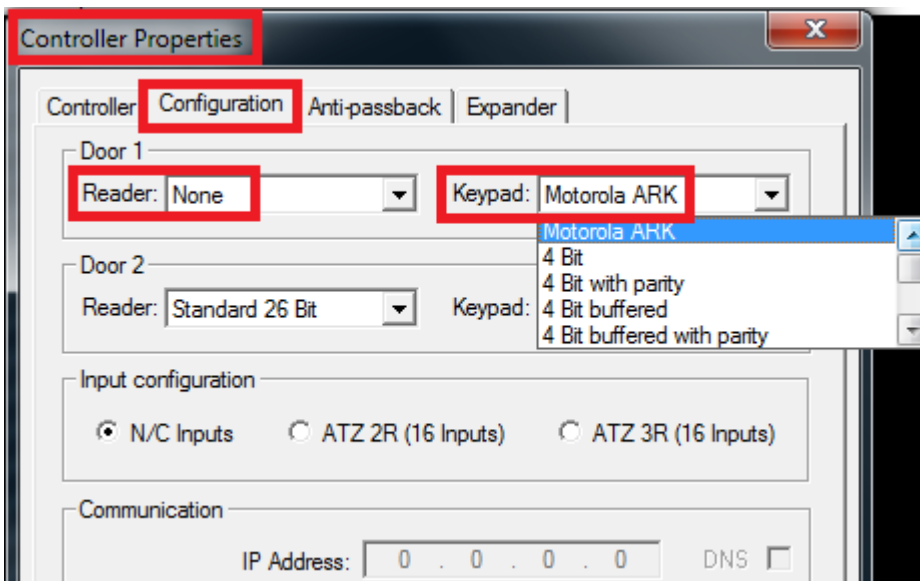 Controller Properties
Controller Configuration Anti-passback Expander
Door 1
Reader: None Keypad: Motorola ARK
Motorola ARK
4 Bit
4 Bit with parity
4 Bit buffered
4 Bit buffered with parity
Door 2
Reader: Standard 26 Bit Keypad:
Input configuration
N/C Inputs ATZ 2R (16 Inputs) ATZ 3R (16 Inputs)
Communication
IP Address: 0 . 0 . 0 . 0 DNS